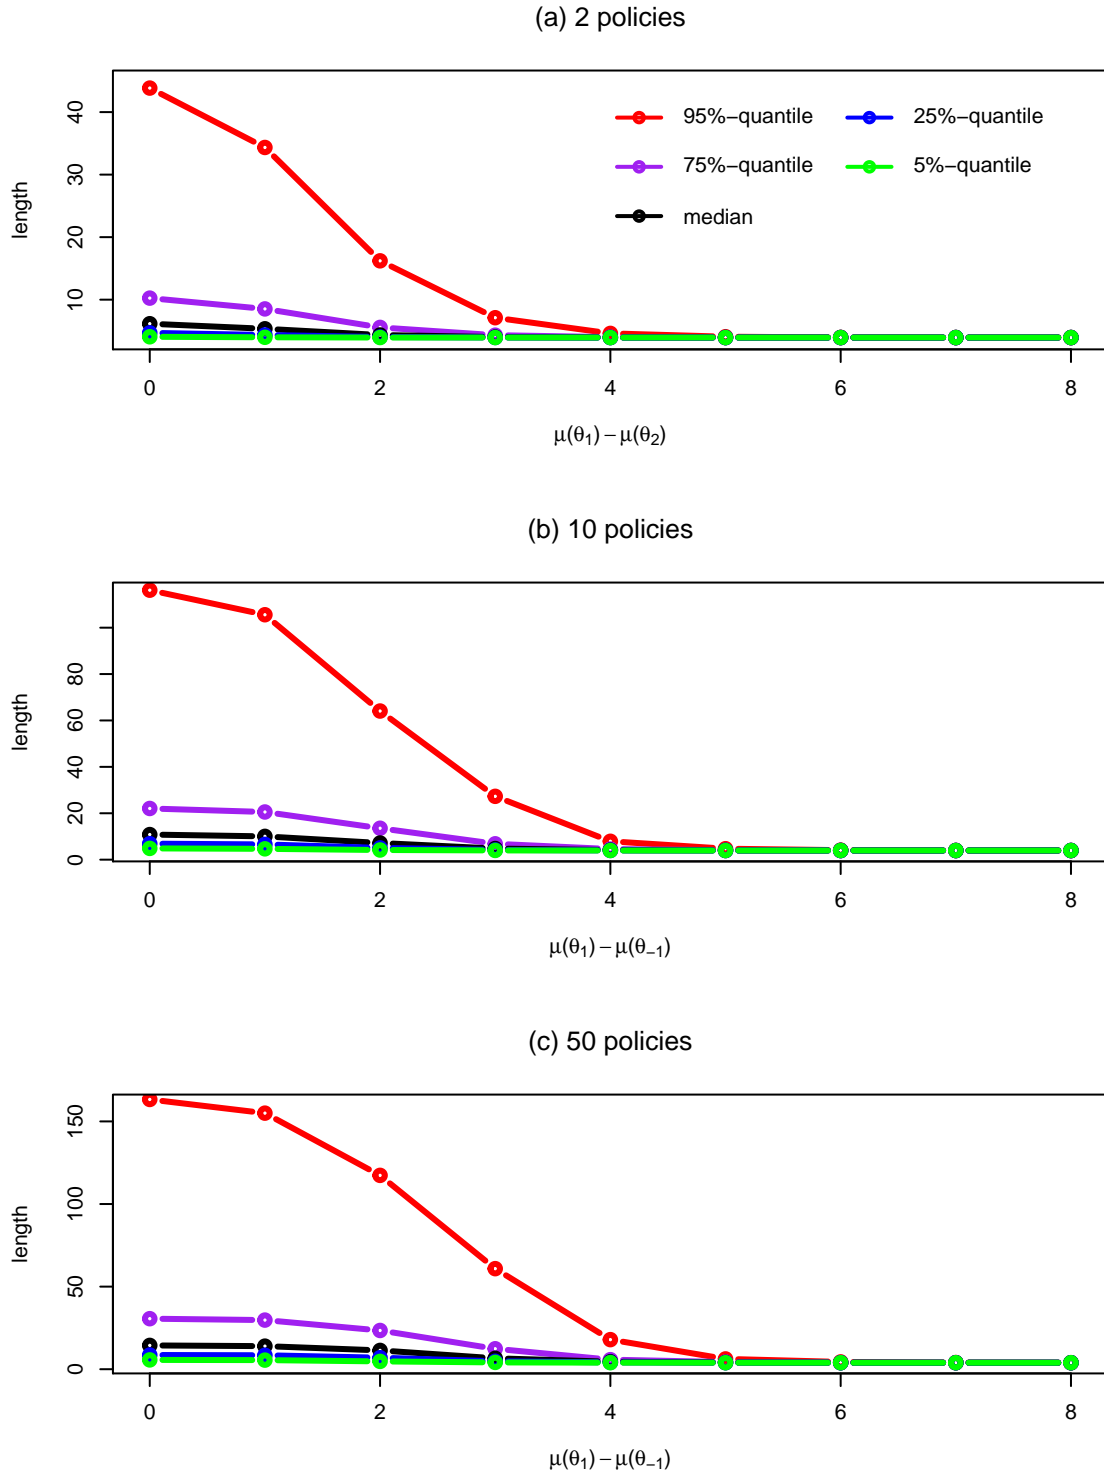 (a) 2 policies
length
10 20 30 40
95%−quantile 25%−quantile
75%−quantile 5%−quantile
median
0 2 4 6 8
μ(θ₁) − μ(θ₂)
(b) 10 policies
length
0 20 40 60 80
0 2 4 6 8
μ(θ₁) − μ(θ₋₁)
(c) 50 policies
length
0 50 100 150
0 2 4 6 8
μ(θ₁) − μ(θ₋₁)